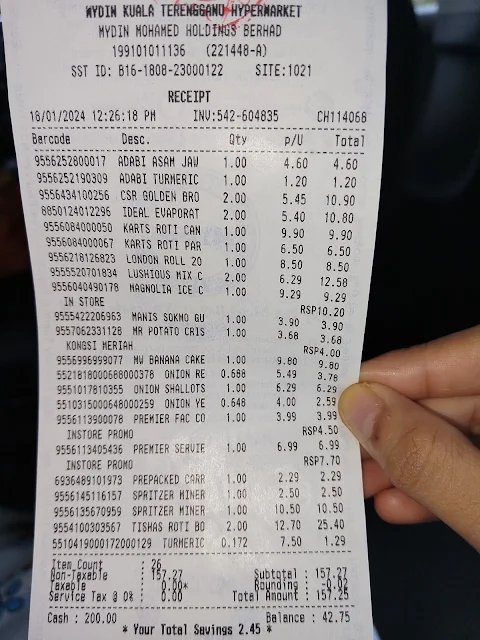 MYDIN KUALA TERENGGANU HYPERMARKET
MYDIN MOHAMED HOLDINGS BERHAD
199101011136 (221448-A)
SST ID: B16-1808-23000122 SITE:1021
RECEIPT
18/01/2024 12:26:18 PM INV:542-604835 CH114068
Barcode Desc. Qty P/U Total
9556252800017 ADABI ASAM JAW 1.00 4.60 4.60
9556252190309 ADABI TURMERIC 1.00 1.20 1.20
9556434100256 CSR GOLDEN BRO 2.00 5.45 10.90
8850124012296 IDEAL EVAPORAT 2.00 5.40 10.80
9556084000050 KARTS ROTI CAN 1.00 9.90 9.90
9556084000067 KARTS ROTI PAR 1.00 6.50 6.50
9556218126823 LONDON ROLL 20 1.00 8.50 8.50
9555520701834 LUSHIOUS MIX C 2.00 6.29 12.58
9556040490178 MAGNOLIA ICE C 1.00 9.29 9.29
IN STORE RSP10.20
9555422206963 MANIS SOKMO GU 1.00 3.90 3.90
9557062331128 MR POTATO CRIS 1.00 3.68 3.68
KONGSI MERIAH RSP4.00
9556996999077 MW BANANA CAKE 1.00 9.80 9.80
5521818000688000378 ONION RE 0.688 5.49 3.78
9551017810355 ONION SHALLOTS 1.00 6.29 6.29
5510315000648000259 ONION YE 0.648 4.00 2.59
9556113900078 PREMIER FAC CO 1.00 3.99 3.99
INSTORE PROMO RSP4.50
9556113405436 PREMIER SERVIE 1.00 6.99 6.99
INSTORE PROMO RSP7.70
6936489101973 PREPACKED CARR 1.00 2.29 2.29
9556145116157 SPRITZER MINER 1.00 2.50 2.50
9556135670959 SPRITZER MINER 1.00 10.50 10.50
9554100303567 TISHAS ROTI BO 2.00 12.70 25.40
5510419000172000129 TURMERIC 0.172 7.50 1.29
Item Count : 26
Non-Taxable : 157.27 Subtotal : 157.27
Taxable : 0.00* Rounding : -0.02
Service Tax @ 0% : 0.00 Total Amount : 157.25
Cash : 200.00 Balance : 42.75
* Your Total Savings 2.45 *